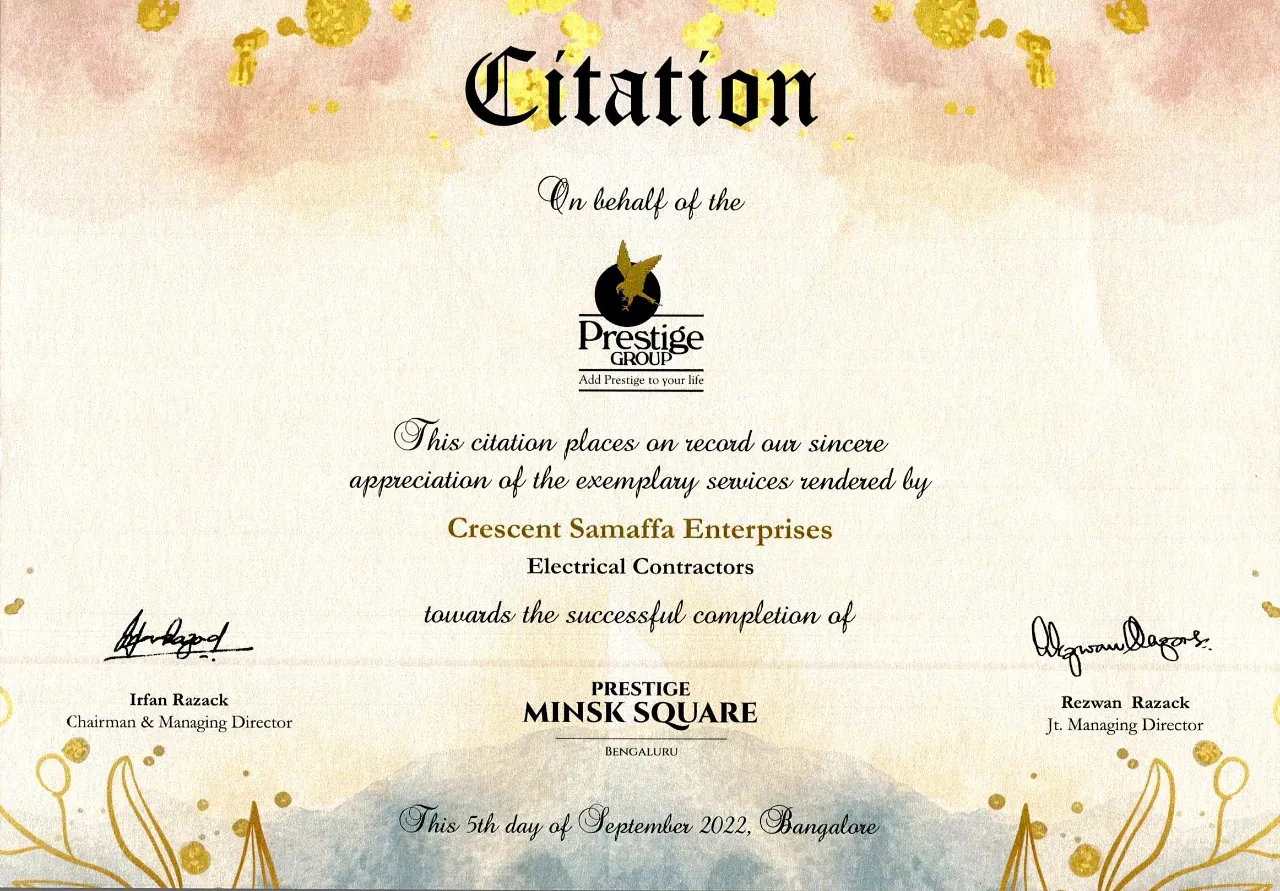 Citation
On behalf of the
Prestige
GROUP
Add Prestige to your life
This citation places on record our sincere
appreciation of the exemplary services rendered by
Crescent Samaffa Enterprises
Electrical Contractors
towards the successful completion of
Irfan Razack
Chairman & Managing Director
PRESTIGE
MINSK SQUARE
BENGALURU
Rezwan Razack
Jt. Managing Director
This 5th day of September 2022, Bangalore